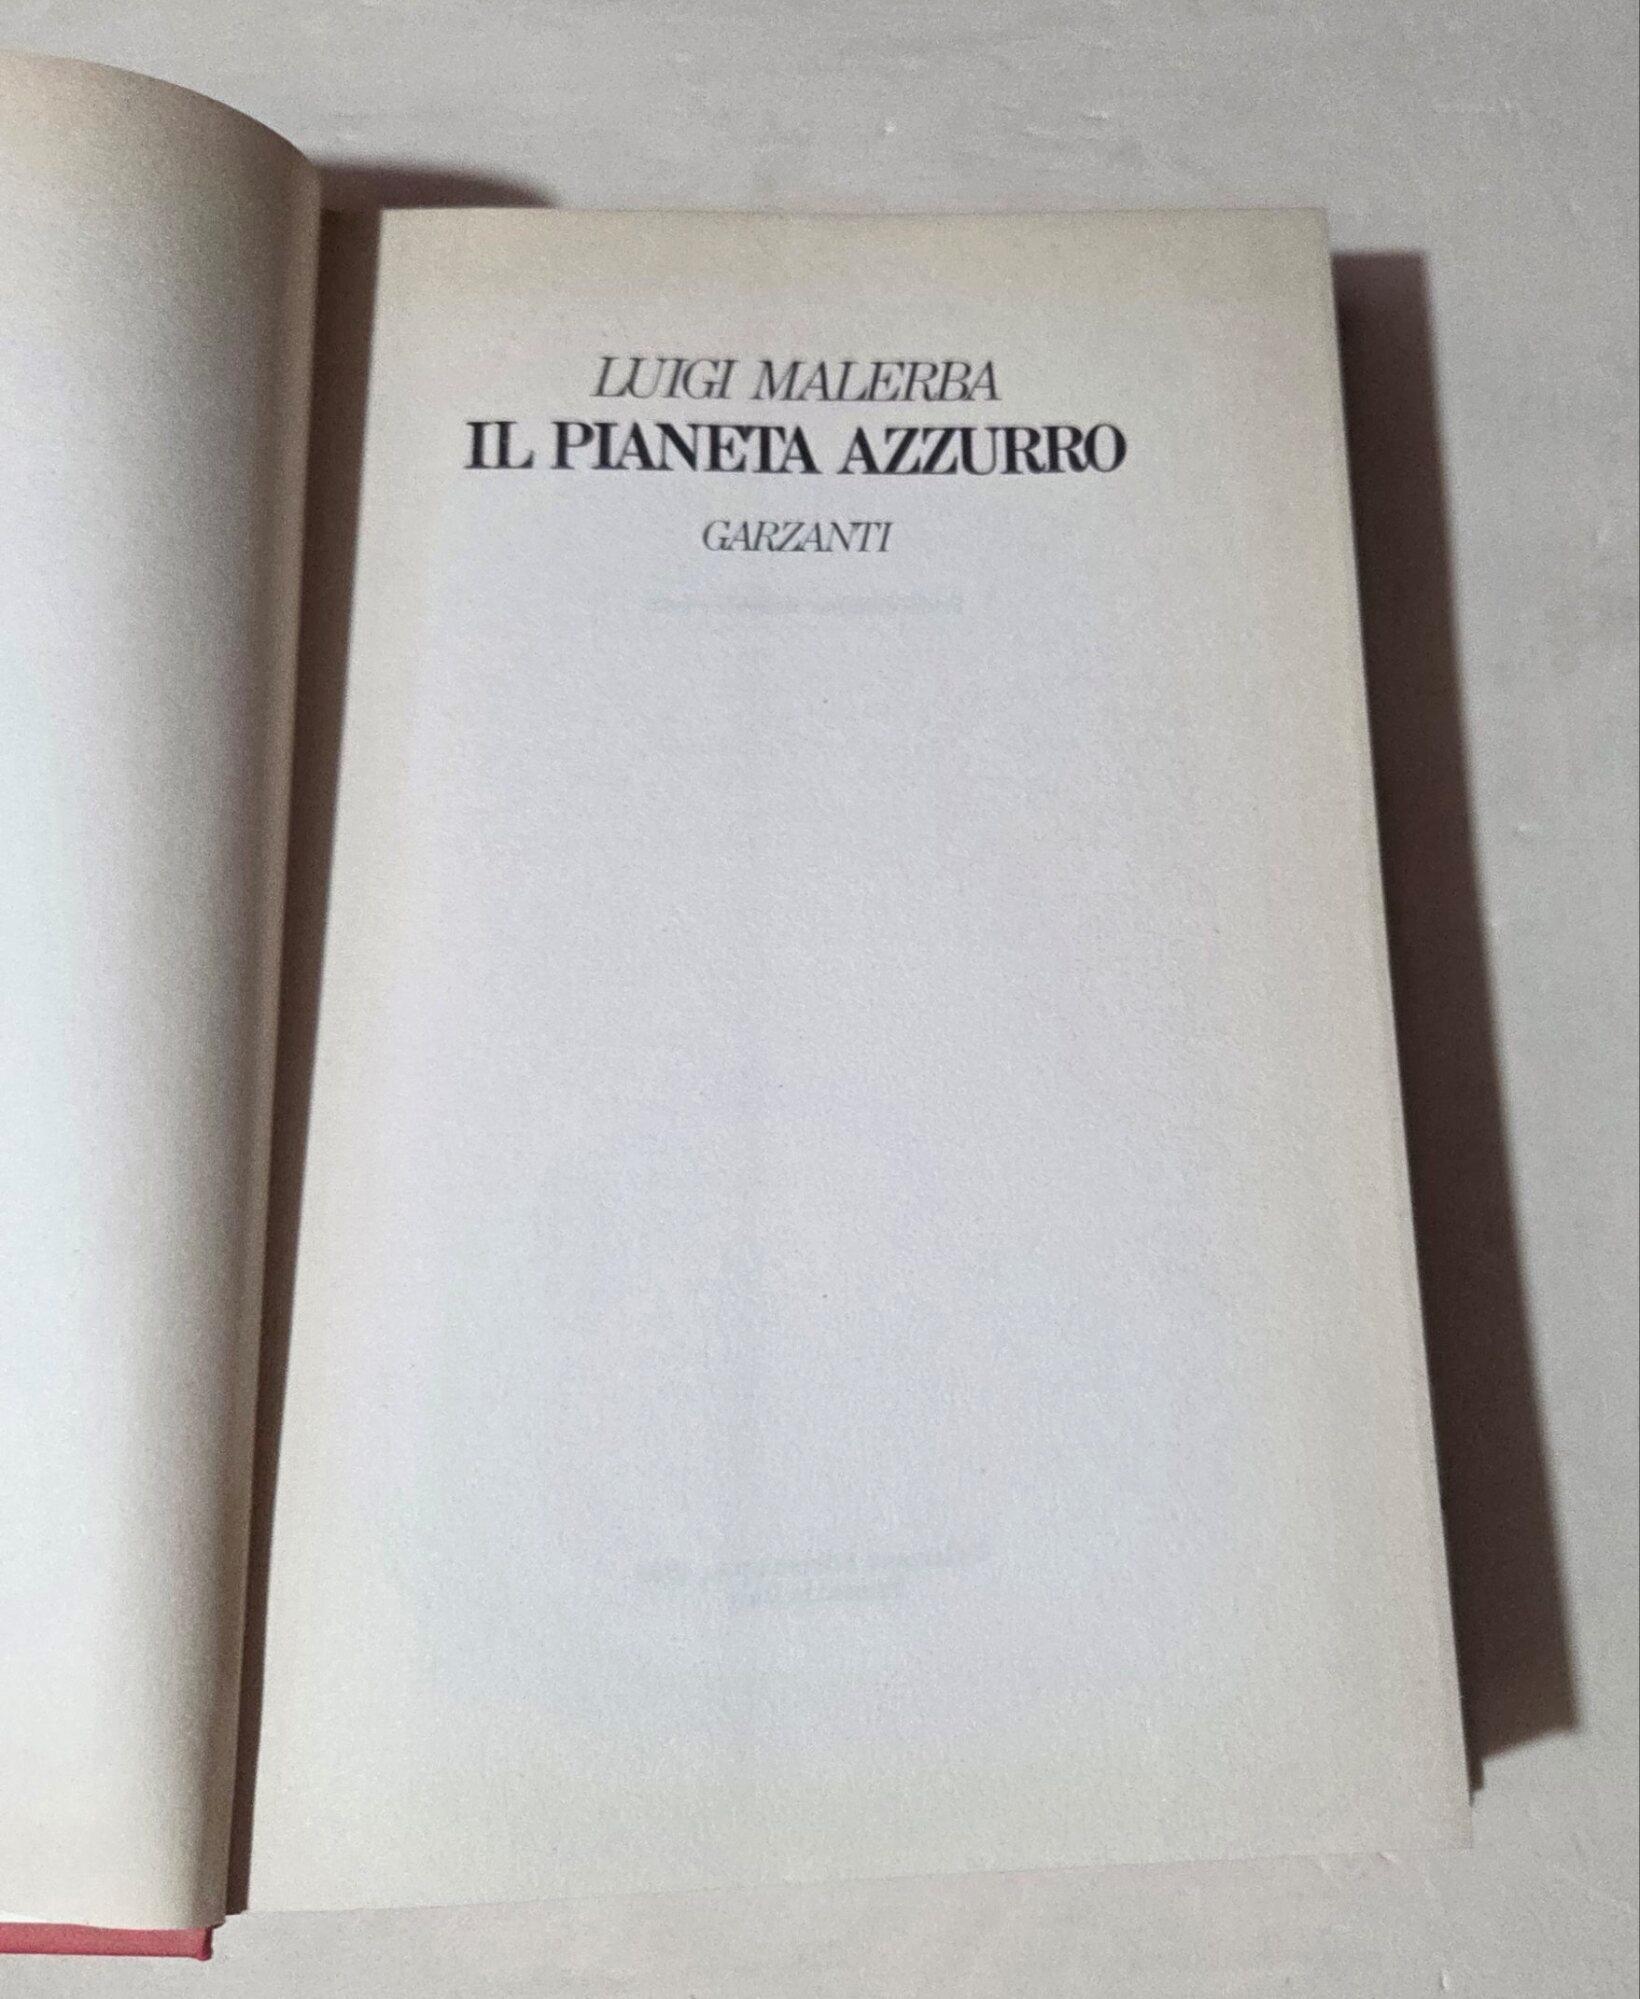 LUIGI MALERBA
IL PIANETA AZZURRO
GARZANTI